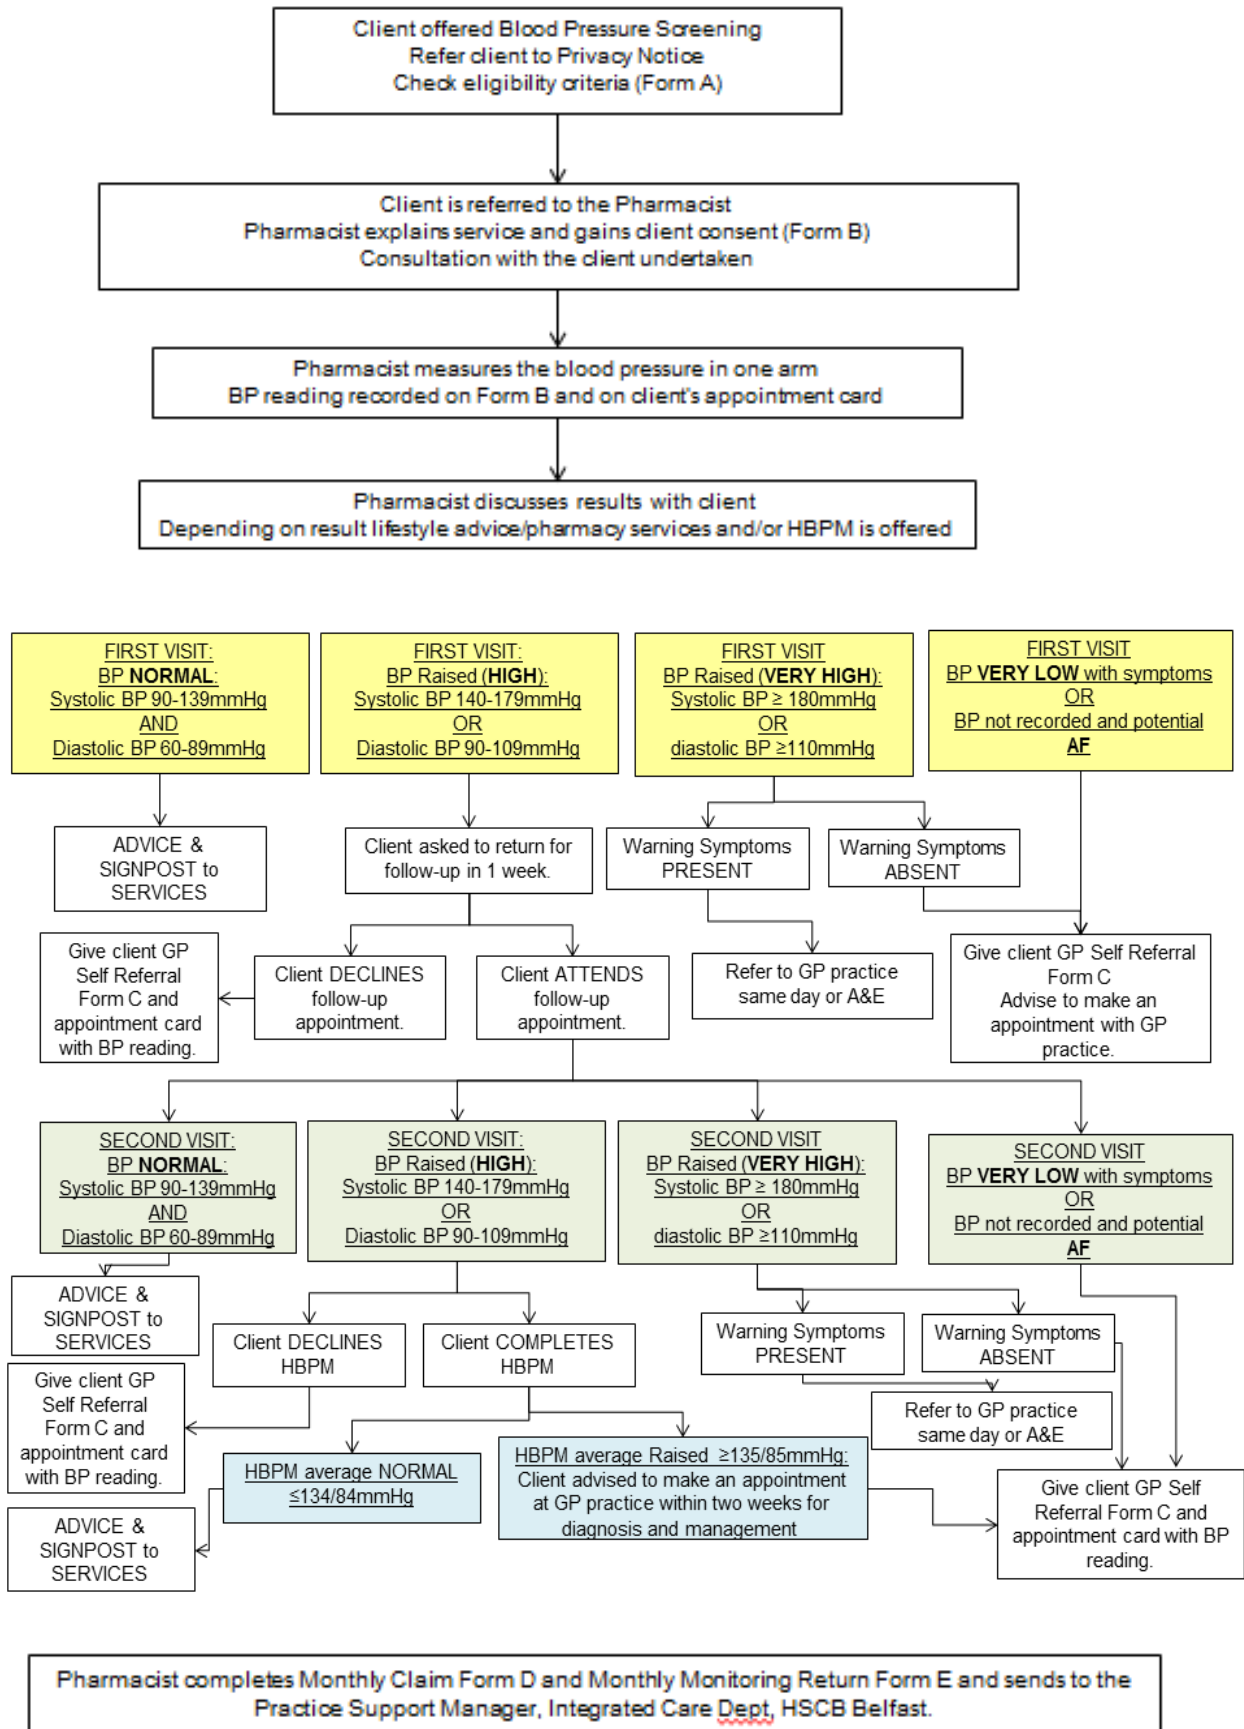 Client offered Blood Pressure Screening
Refer client to Privacy Notice
Check eligibility criteria (Form A)
Client is referred to the Pharmacist
Pharmacist explains service and gains client consent (Form B)
Consultation with the client undertaken
Pharmacist measures the blood pressure in one arm
BP reading recorded on Form B and on client's appointment card
Pharmacist discusses results with client
Depending on result lifestyle advice/pharmacy services and/or HBPM is offered
FIRST VISIT:
BP NORMAL:
Systolic BP 90-139mmHg
AND
Diastolic BP 60-89mmHg
FIRST VISIT:
BP Raised (HIGH):
Systolic BP 140-179mmHg
OR
Diastolic BP 90-109mmHg
FIRST VISIT
BP Raised (VERY HIGH):
Systolic BP ≥ 180mmHg
OR
diastolic BP ≥110mmHg
FIRST VISIT
BP VERY LOW with symptoms
OR
BP not recorded and potential
AF
ADVICE &
SIGNPOST to
SERVICES
Client asked to return for
follow-up in 1 week.
Warning Symptoms
PRESENT
Warning Symptoms
ABSENT
Give client GP
Self Referral
Form C and
appointment card
with BP reading.
Client DECLINES
follow-up
appointment.
Client ATTENDS
follow-up
appointment.
Refer to GP practice
same day or A&E
Give client GP Self Referral
Form C
Advise to make an
appointment with GP
practice.
SECOND VISIT:
BP NORMAL:
Systolic BP 90-139mmHg
AND
Diastolic BP 60-89mmHg
SECOND VISIT:
BP Raised (HIGH):
Systolic BP 140-179mmHg
OR
Diastolic BP 90-109mmHg
SECOND VISIT
BP Raised (VERY HIGH):
Systolic BP ≥ 180mmHg
OR
diastolic BP ≥110mmHg
SECOND VISIT
BP VERY LOW with symptoms
OR
BP not recorded and potential
AF
ADVICE &
SIGNPOST to
SERVICES
Client DECLINES
HBPM
Client COMPLETES
HBPM
Warning Symptoms
PRESENT
Warning Symptoms
ABSENT
Give client GP
Self Referral
Form C and
appointment card
with BP reading.
Refer to GP practice
same day or A&E
HBPM average NORMAL
≤134/84mmHg
HBPM average Raised ≥135/85mmHg:
Client advised to make an appointment
at GP practice within two weeks for
diagnosis and management
Give client GP Self
Referral Form C and
appointment card with BP
reading.
ADVICE &
SIGNPOST to
SERVICES
Pharmacist completes Monthly Claim Form D and Monthly Monitoring Return Form E and sends to the
Practice Support Manager, Integrated Care Dept, HSCB Belfast.